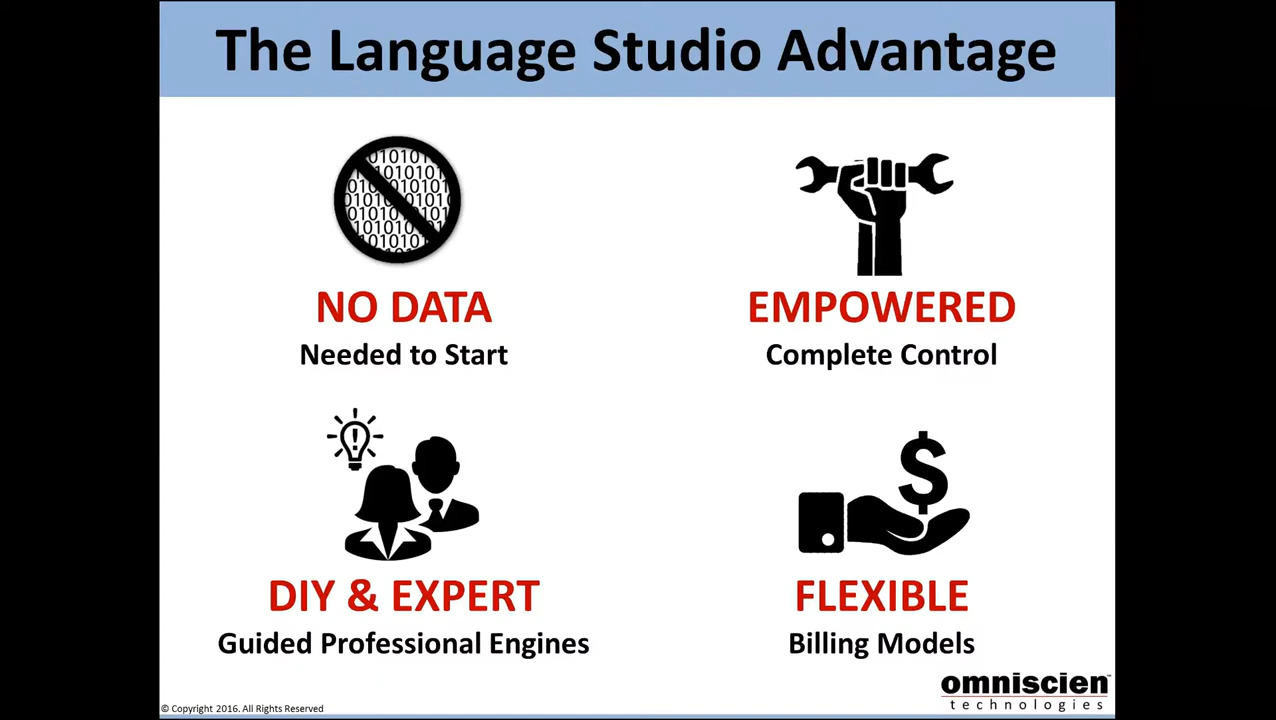 The Language Studio Advantage
NO DATA
Needed to Start
EMPOWERED
Complete Control
DIY & EXPERT
Guided Professional Engines
FLEXIBLE
Billing Models
omniscien™
technologies
© Copyright 2016. All Rights Reserved